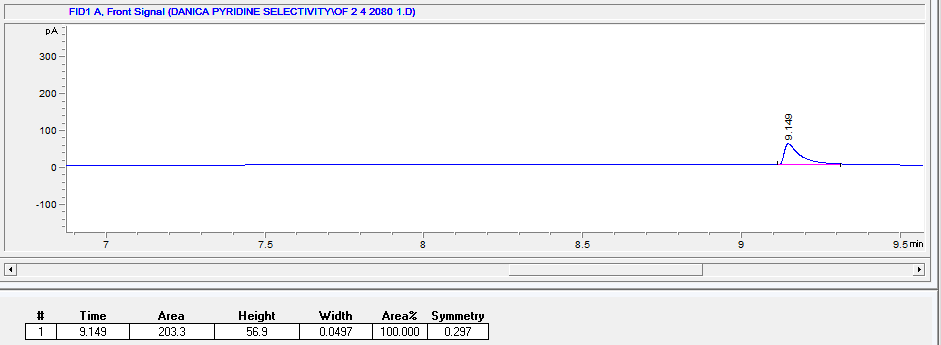 FID1 A, Front Signal (DANICA PYRIDINE SELECTIVITY\OF 2 4 2080 1.D)
pA
300
200
100
0
-100
9.149
7 7.5 8 8.5 9 9.5 min
# Time Area Height Width Area% Symmetry
1 9.149 203.3 56.9 0.0497 100.000 0.297